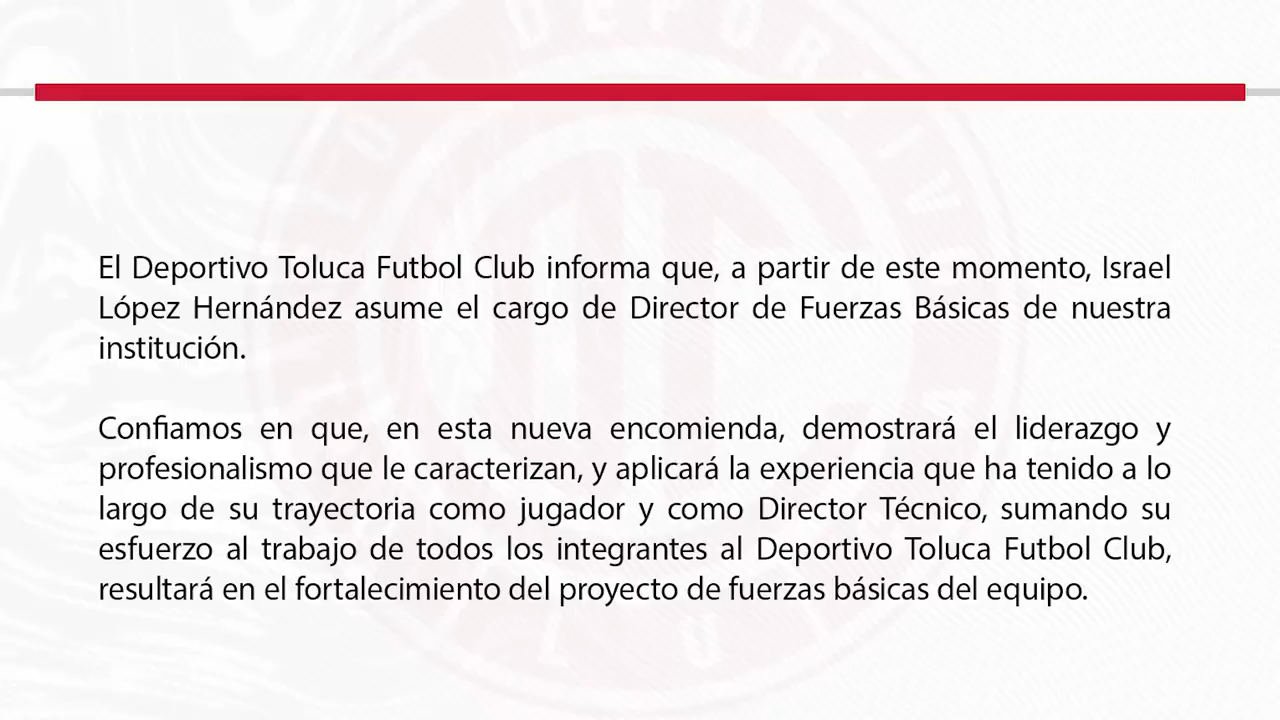 El Deportivo Toluca Futbol Club informa que, a partir de este momento, Israel
López Hernández asume el cargo de Director de Fuerzas Básicas de nuestra
institución.
Confiamos en que, en esta nueva encomienda, demostrará el liderazgo y
profesionalismo que le caracterizan, y aplicará la experiencia que ha tenido a lo
largo de su trayectoria como jugador y como Director Técnico, sumando su
esfuerzo al trabajo de todos los integrantes al Deportivo Toluca Futbol Club,
resultará en el fortalecimiento del proyecto de fuerzas básicas del equipo.